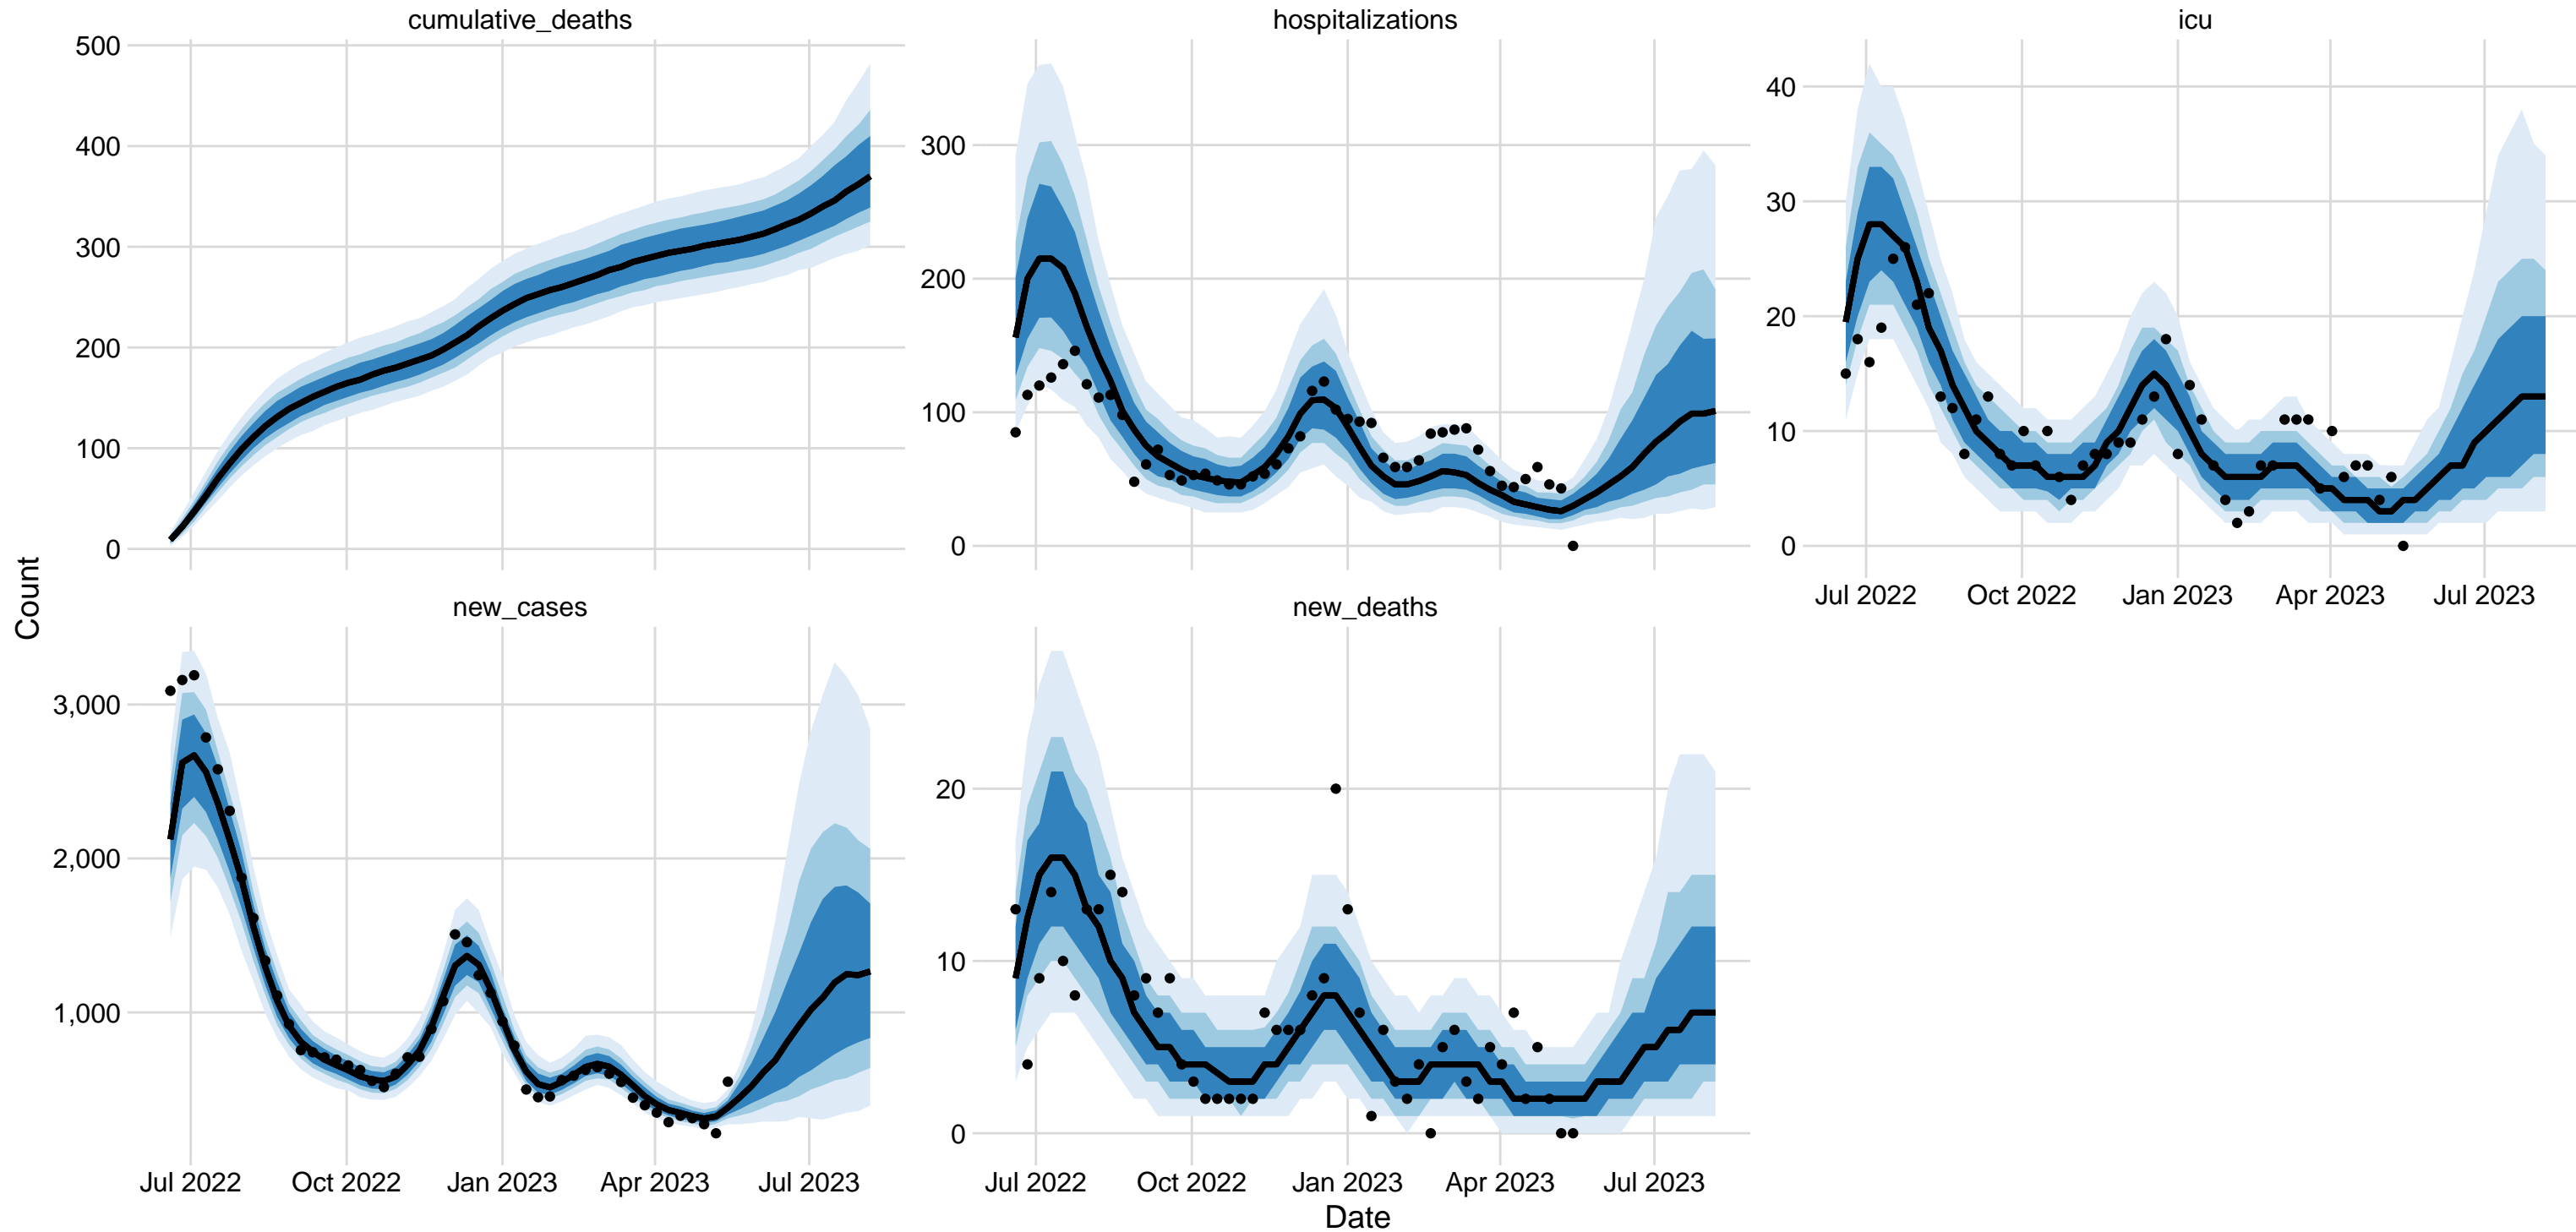 cumulative_deaths
500
400
300
200
100
0
hospitalizations
300
200
100
0
icu
40
30
20
10
0
Jul 2022 Oct 2022 Jan 2023 Apr 2023 Jul 2023
Count
new_cases
3,000
2,000
1,000
Jul 2022 Oct 2022 Jan 2023 Apr 2023 Jul 2023
new_deaths
20
10
0
Jul 2022 Oct 2022 Jan 2023 Apr 2023 Jul 2023
Date